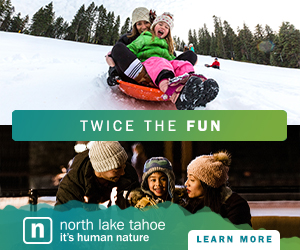 TWICE THE FUN
n
north lake tahoe
it's human nature
LEARN MORE